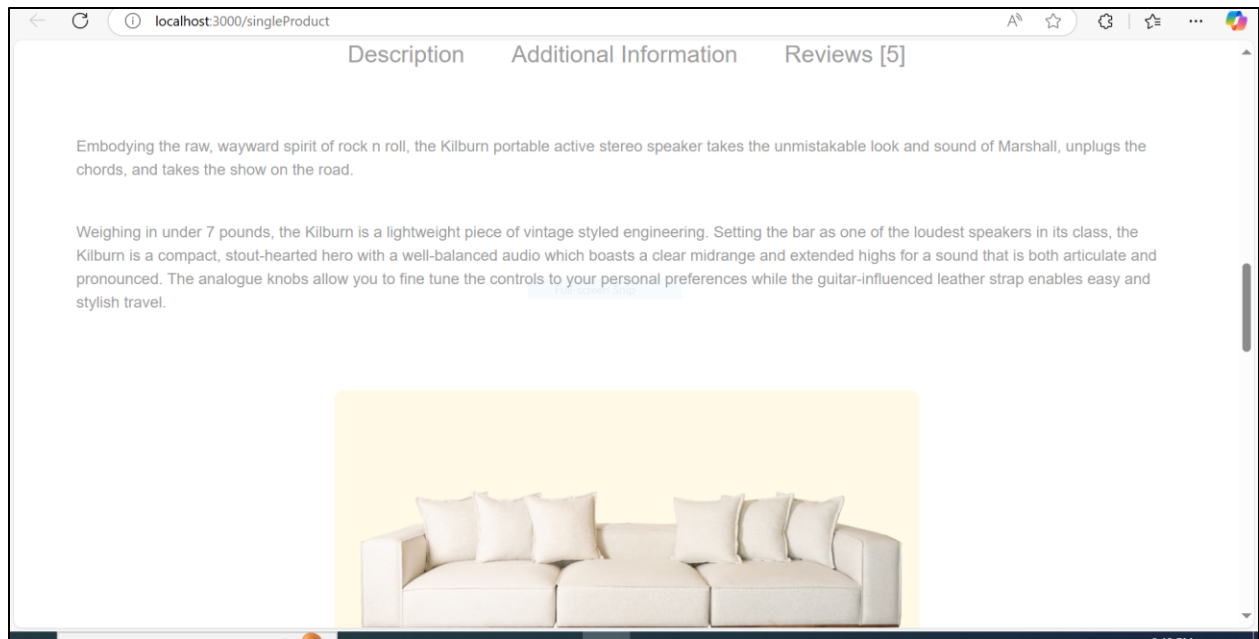 localhost:3000/singleProduct
Description Additional Information Reviews [5]
Embodying the raw, wayward spirit of rock n roll, the Kilburn portable active stereo speaker takes the unmistakable look and sound of Marshall, unplugs the
chords, and takes the show on the road.
Weighing in under 7 pounds, the Kilburn is a lightweight piece of vintage styled engineering. Setting the bar as one of the loudest speakers in its class, the
Kilburn is a compact, stout-hearted hero with a well-balanced audio which boasts a clear midrange and extended highs for a sound that is both articulate and
pronounced. The analogue knobs allow you to fine tune the controls to your personal preferences while the guitar-influenced leather strap enables easy and
Full-screen Snip
stylish travel.